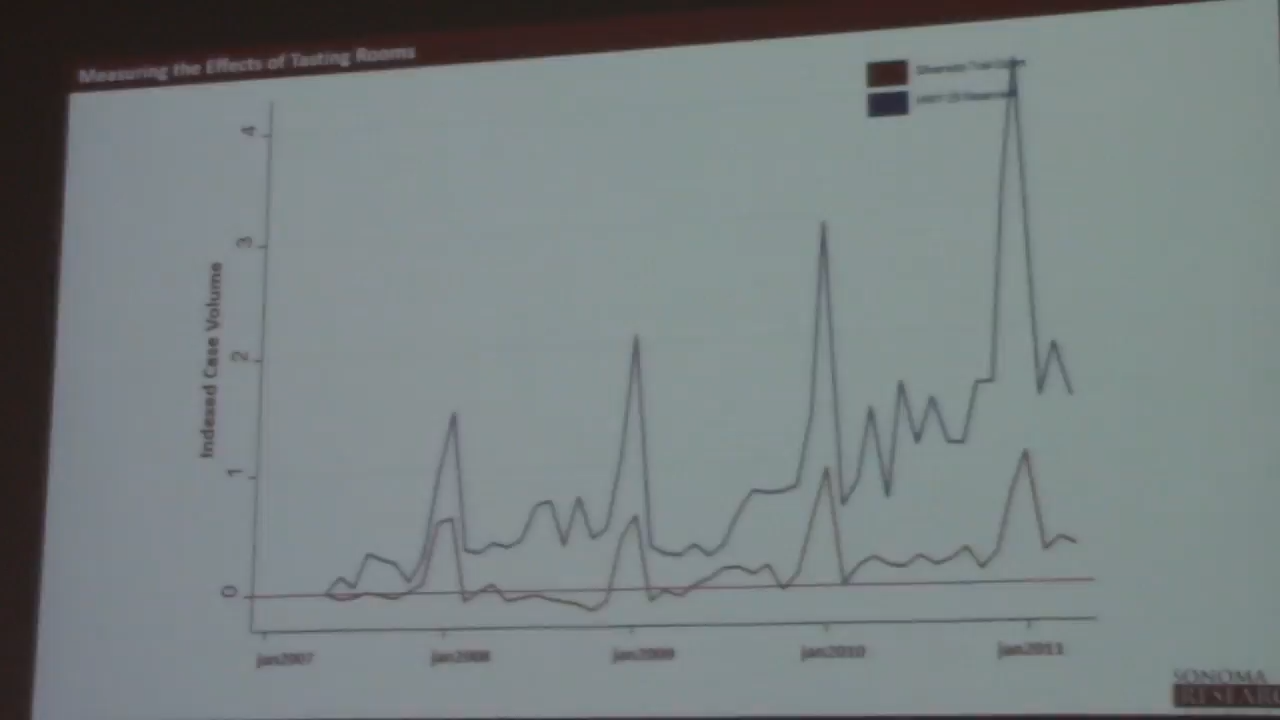 Measuring the Effects of Tasting Rooms
4
3
2
1
0
Indexed Case Volume
jan2007
jan2008
jan2009
jan2010
jan2011
SONOMA